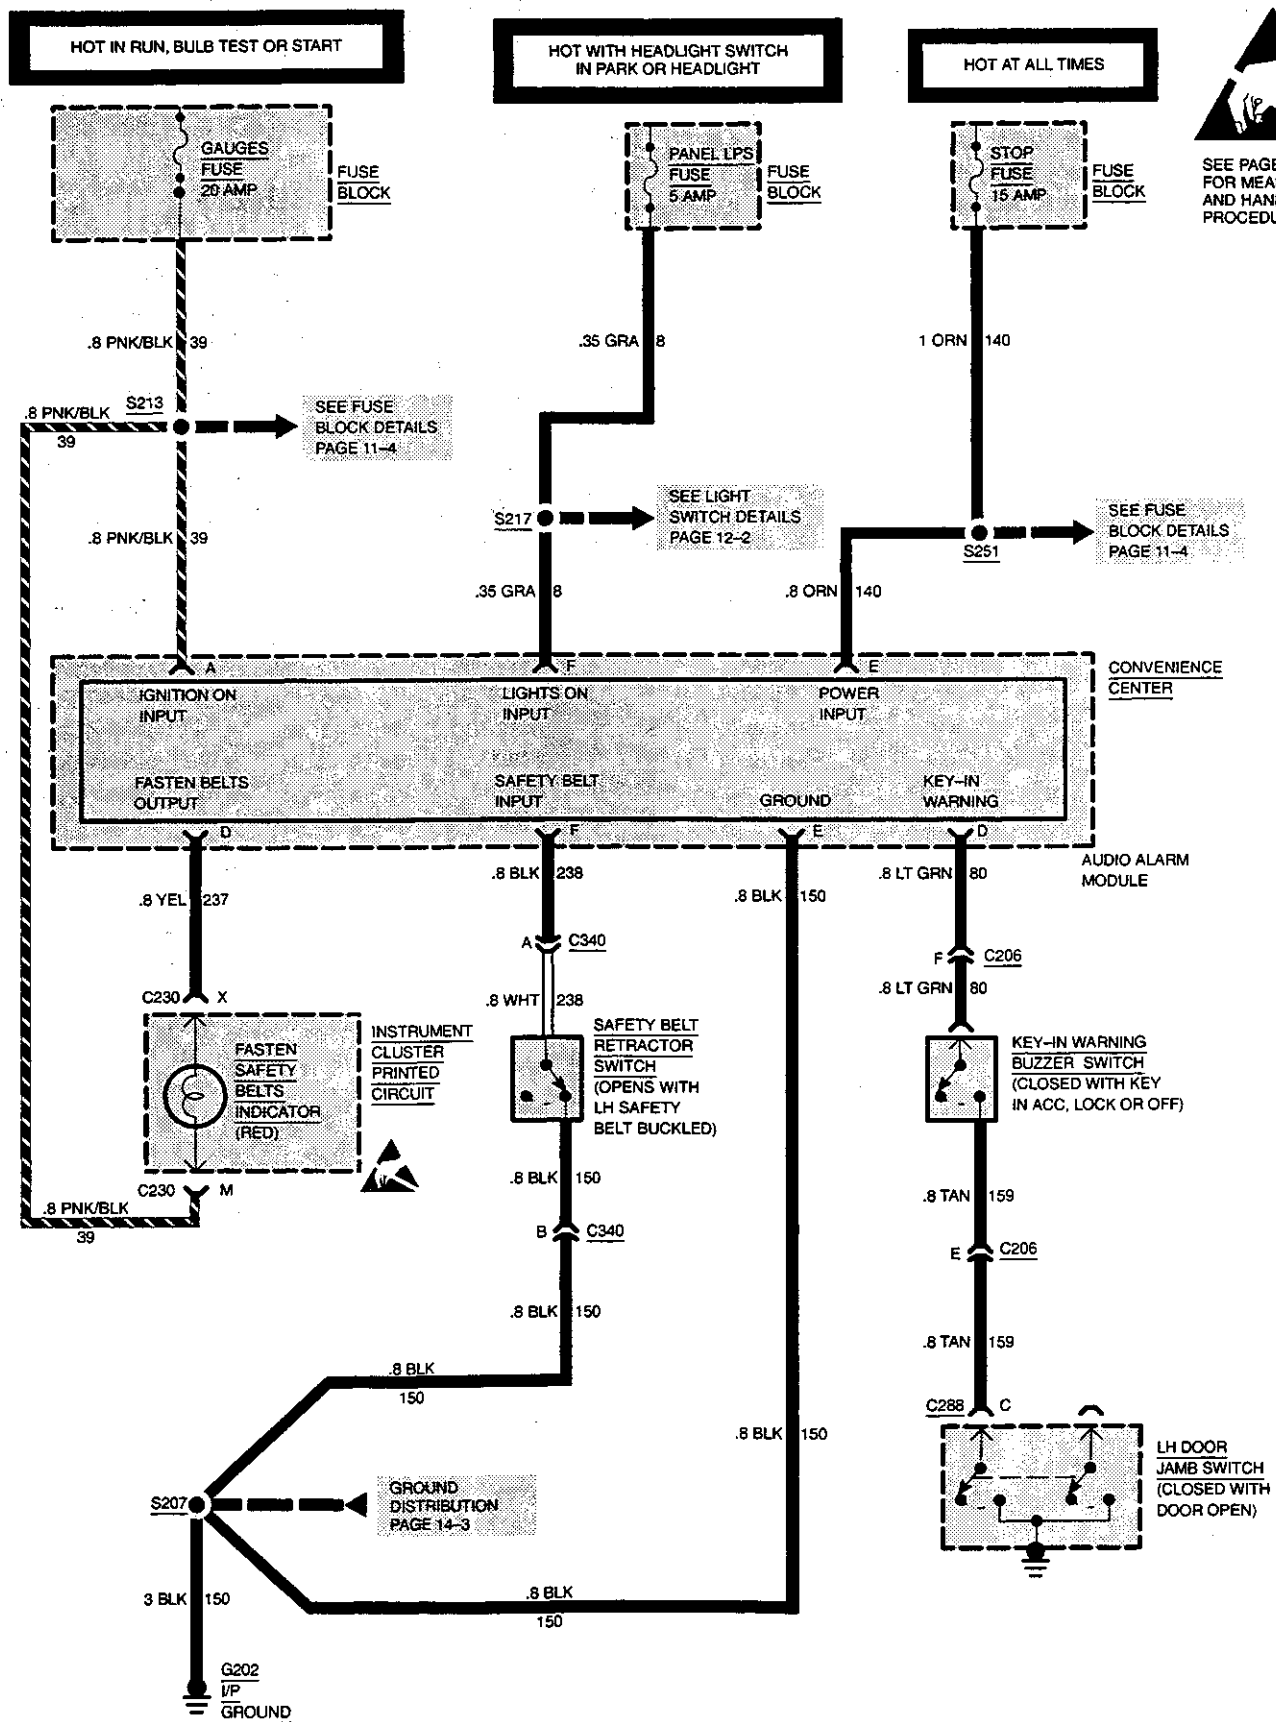 HOT IN RUN, BULB TEST OR START
HOT WITH HEADLIGHT SWITCH
IN PARK OR HEADLIGHT
HOT AT ALL TIMES
GAUGES
FUSE
20 AMP
FUSE
BLOCK
PANEL LPS
FUSE
5 AMP
FUSE
BLOCK
STOP
FUSE
15 AMP
FUSE
BLOCK
SEE PAGE
FOR
AND
.8 PNK/BLK 39
.35 GRA 8
1 ORN 140
.8 PNK/BLK
39
S213
SEE FUSE
BLOCK DETAILS
PAGE 11-4
S217
SEE LIGHT
SWITCH DETAILS
PAGE 12-2
S251
SEE FUSE
BLOCK DETAILS
PAGE 11-4
.8 PNK/BLK 39
.35 GRA 8
.8 ORN 140
A
F
E
CONVENIENCE
CENTER
IGNITION ON
INPUT
LIGHTS ON
INPUT
POWER
INPUT
FASTEN BELTS
OUTPUT
SAFETY BELT
INPUT
GROUND
KEY-IN
WARNING
D
F
E
D
AUDIO ALARM
MODULE
.8 YEL 237
.8 BLK 238
.8 BLK 150
.8 LT GRN 80
A C340
F C206
.8 WHT 238
.8 LT GRN 80
C230 X
FASTEN
SAFETY
BELTS
INDICATOR
(RED)
INSTRUMENT
CLUSTER
PRINTED
CIRCUIT
SAFETY BELT
RETRACTOR
SWITCH
(OPENS WITH
LH SAFETY
BELT BUCKLED)
KEY-IN WARNING
BUZZER SWITCH
(CLOSED WITH KEY
IN ACC, LOCK OR OFF)
C230 M
.8 PNK/BLK
39
.8 BLK 150
B C340
.8 BLK 150
.8 TAN 159
E C206
.8 TAN 159
.8 BLK
150
.8 BLK 150
C288 C
LH DOOR
JAMB SWITCH
(CLOSED WITH
DOOR OPEN)
S207
GROUND
DISTRIBUTION
PAGE 14-3
3 BLK 150
.8 BLK
150
G202
I/P
GROUND